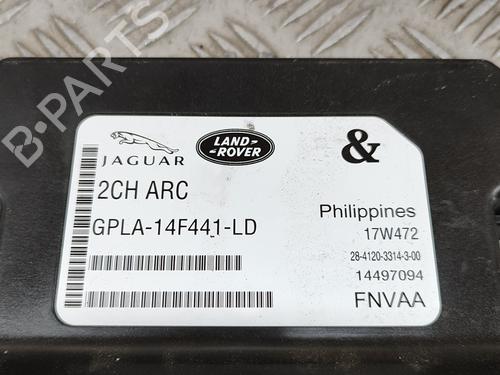 B-PARTS
JAGUAR
LAND-
ROVER
&
2CH ARC
GPLA-14F441-LD
Philippines
17W472
28-4120-3314-3-00
14497094
FNVAA